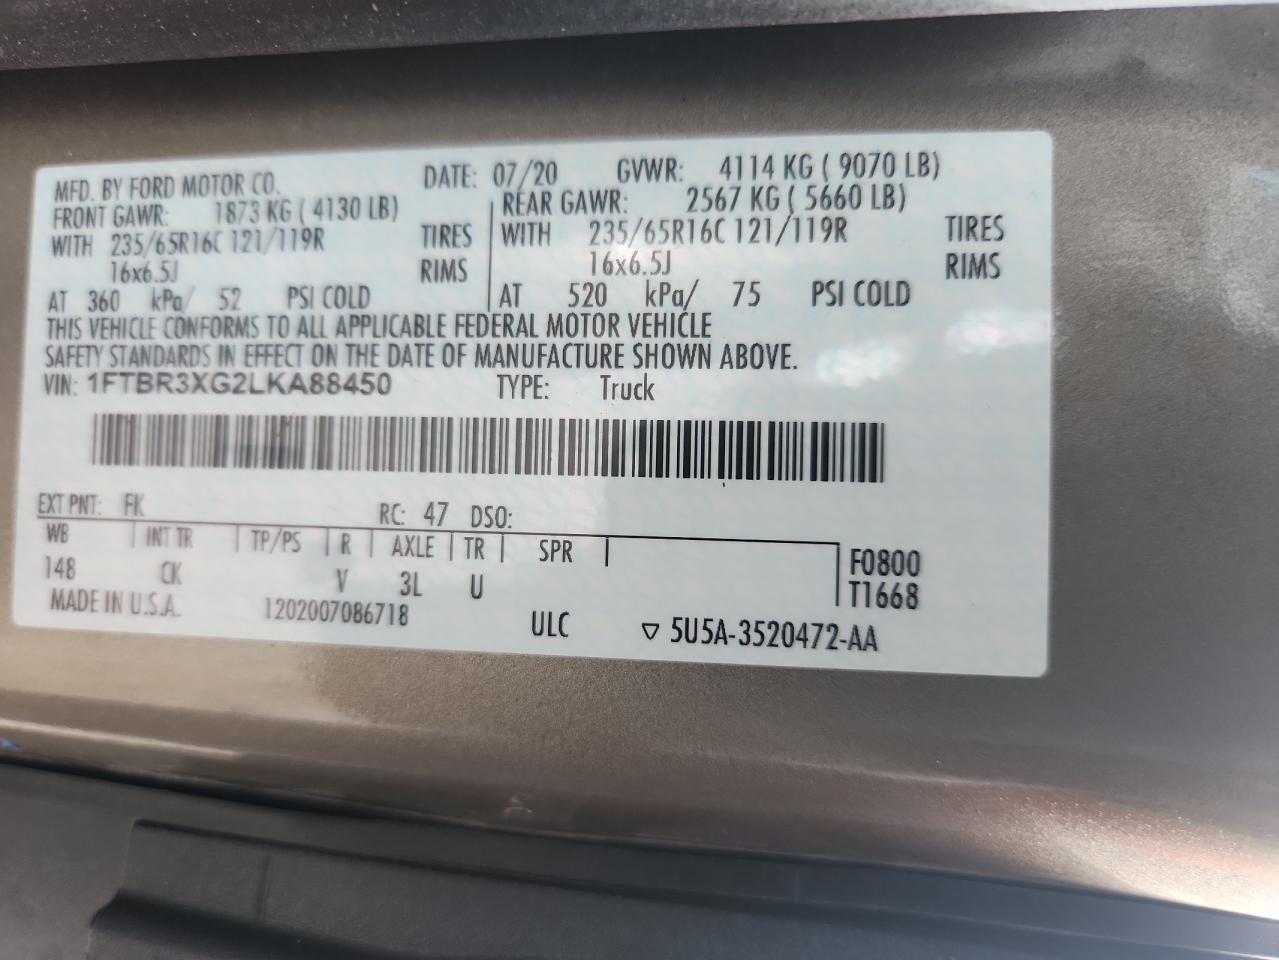 MFD. BY FORD MOTOR CO. DATE: 07/20 GVWR: 4114 KG ( 9070 LB)
FRONT GAWR: 1873 KG ( 4130 LB) REAR GAWR: 2567 KG ( 5660 LB)
WITH 235/65R16C 121/119R TIRES WITH 235/65R16C 121/119R TIRES
16x6.5J RIMS 16x6.5J RIMS
AT 360 kPa/ 52 PSI COLD AT 520 kPa/ 75 PSI COLD
THIS VEHICLE CONFORMS TO ALL APPLICABLE FEDERAL MOTOR VEHICLE
SAFETY STANDARDS IN EFFECT ON THE DATE OF MANUFACTURE SHOWN ABOVE.
VIN: 1FTBR3XG2LKA88450 TYPE: Truck
EXT PNT: FK RC: 47 DSO:
WB INT TR TP/PS R AXLE TR SPR F0800
148 CK V 3L U T1668
MADE IN U.S.A. 1202007086718 ULC ▽ 5U5A-3520472-AA